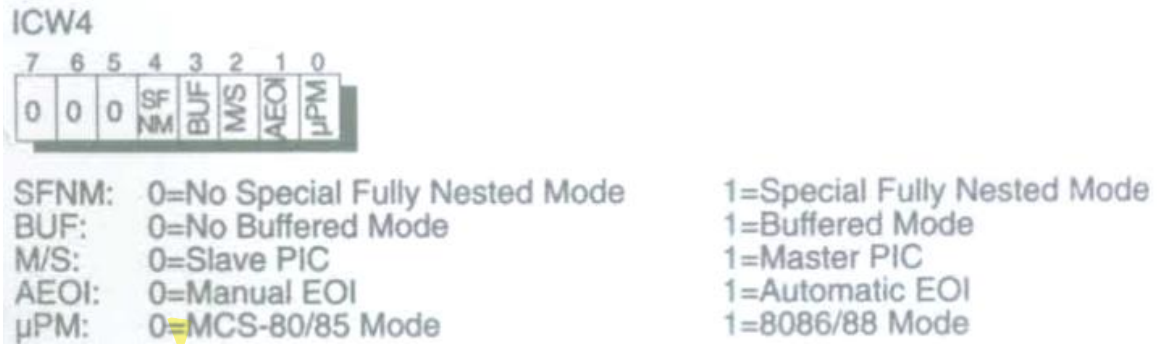 ICW4
7 6 5 4 3 2 1 0
0 0 0 SF NM BUF M/S AEOI µPM
SFNM: 0=No Special Fully Nested Mode 1=Special Fully Nested Mode
BUF: 0=No Buffered Mode 1=Buffered Mode
M/S: 0=Slave PIC 1=Master PIC
AEOI: 0=Manual EOI 1=Automatic EOI
µPM: 0=MCS-80/85 Mode 1=8086/88 Mode